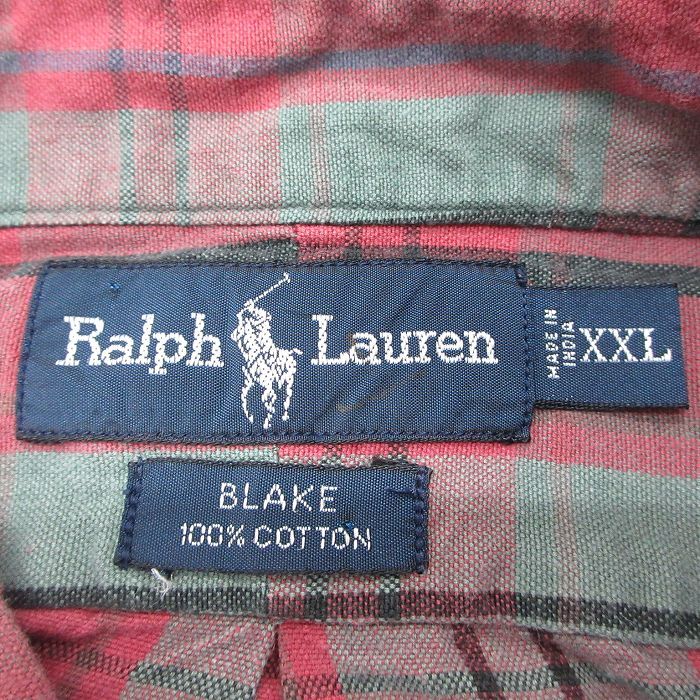 Ralph Lauren
MADE IN
INDIA
XXL
BLAKE
100% COTTON